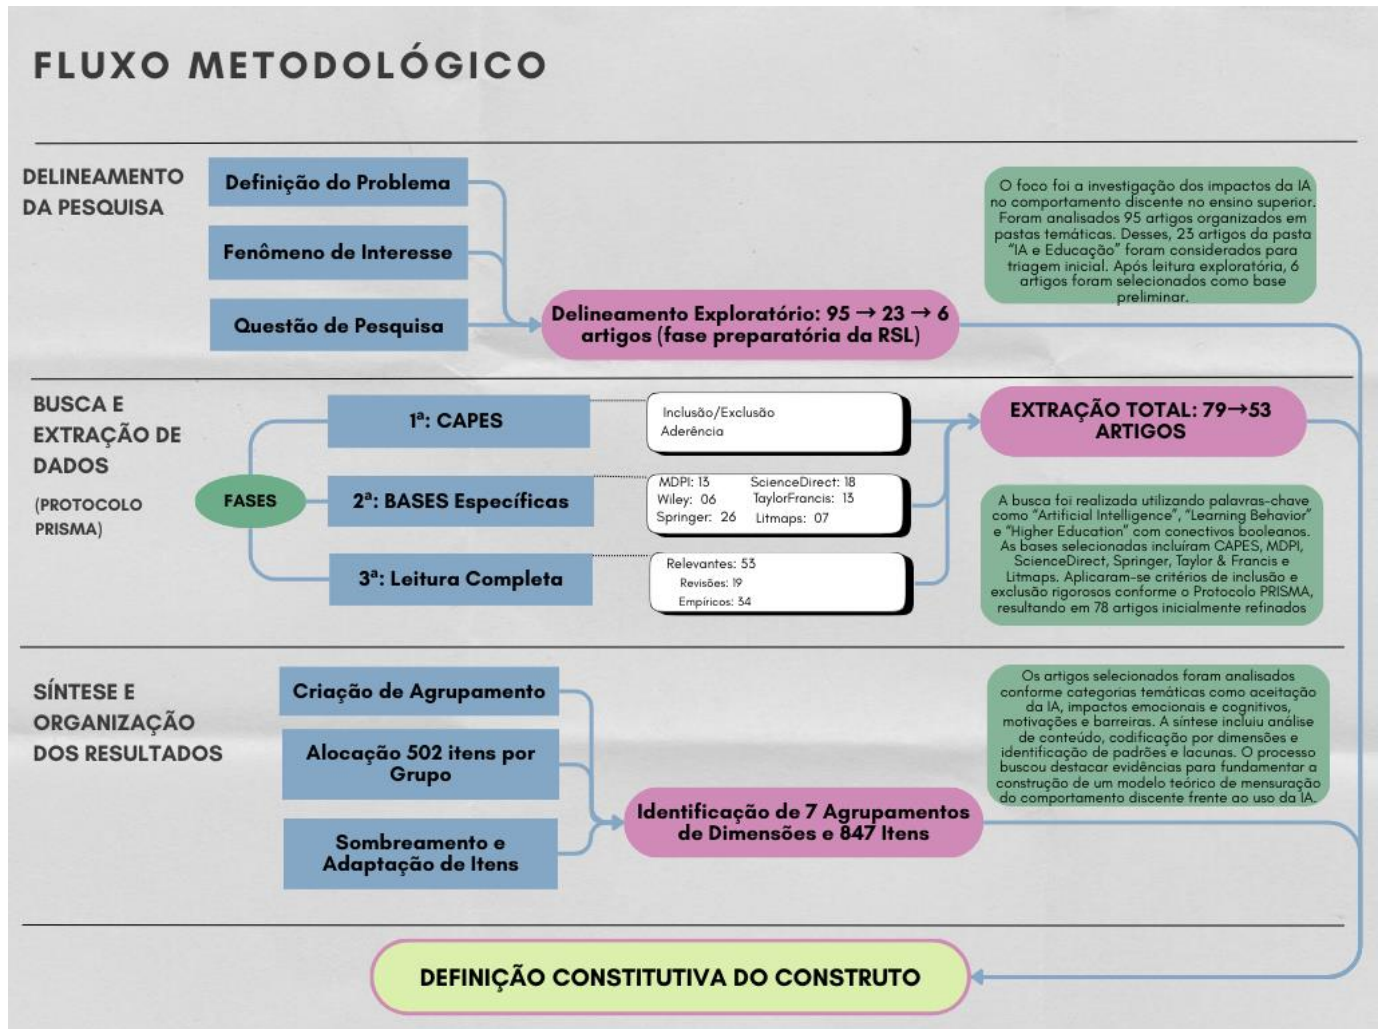 FLUXO METODOLÓGICO
DELINEAMENTO
DA PESQUISA
Definição do Problema
Fenômeno de Interesse
Questão de Pesquisa
Delineamento Exploratório: 95 → 23 → 6
artigos (fase preparatória da RSL)
O foco foi a investigação dos impactos da IA
no comportamento discente no ensino superior.
Foram analisados 95 artigos organizados em
pastas temáticas. Desses, 23 artigos da pasta
"IA e Educação" foram considerados para
triagem inicial. Após leitura exploratória, 6
artigos foram selecionados como base
preliminar.
BUSCA E
EXTRAÇÃO DE
DADOS
(PROTOCOLO
PRISMA)
FASES
1ª: CAPES
2ª: BASES Específicas
3ª: Leitura Completa
Inclusão/Exclusão
Aderência
MDPI: 13 ScienceDirect: 18
Wiley: 06 TaylorFrancis: 13
Springer: 26 Litmaps: 07
Relevantes: 53
Revisões: 19
Empíricos: 34
EXTRAÇÃO TOTAL: 79→53
ARTIGOS
A busca foi realizada utilizando palavras-chave
como "Artificial Intelligence", "Learning Behavior"
e "Higher Education" com conectivos booleanos.
As bases selecionadas incluíram CAPES, MDPI,
ScienceDirect, Springer, Taylor & Francis e
Litmaps. Aplicaram-se critérios de inclusão e
exclusão rigorosos conforme o Protocolo PRISMA,
resultando em 78 artigos inicialmente refinados
SÍNTESE E
ORGANIZAÇÃO
DOS RESULTADOS
Criação de Agrupamento
Alocação 502 itens por
Grupo
Sombreamento e
Adaptação de Itens
Identificação de 7 Agrupamentos
de Dimensões e 847 Itens
Os artigos selecionados foram analisados
conforme categorias temáticas como aceitação
da IA, impactos emocionais e cognitivos,
motivações e barreiras. A síntese incluiu análise
de conteúdo, codificação por dimensões e
identificação de padrões e lacunas. O processo
buscou destacar evidências para fundamentar a
construção de um modelo teórico de mensuração
do comportamento discente frente ao uso da IA.
DEFINIÇÃO CONSTITUTIVA DO CONSTRUTO